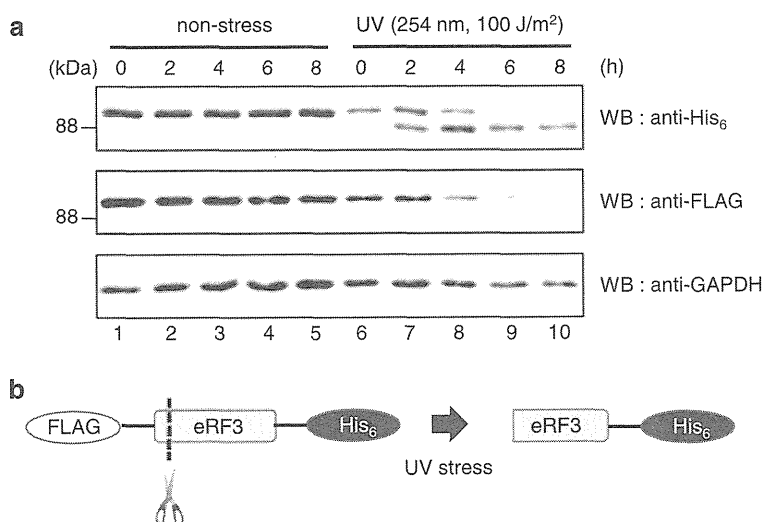 a
non-stress UV (254 nm, 100 J/m²)
(kDa) 0 2 4 6 8 0 2 4 6 8 (h)
88 WB : anti-His₆
88 WB : anti-FLAG
WB : anti-GAPDH
1 2 3 4 5 6 7 8 9 10
b
FLAG eRF3 His₆ eRF3 His₆
UV stress